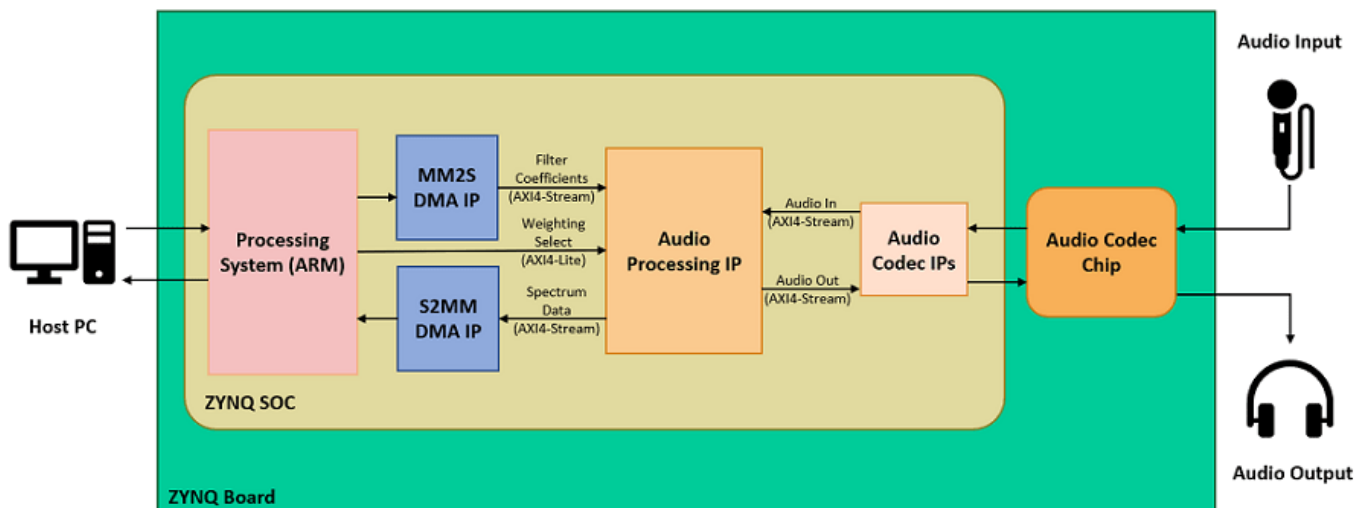 Audio Input
MM2S
DMA IP
Filter
Coefficients
(AXI4-Stream)
Weighting
Select
(AXI4-Lite)
Processing
System (ARM)
Audio
Processing IP
Audio In
(AXI4-Stream)
Audio
Codec IPs
Audio Codec
Chip
S2MM
DMA IP
Spectrum
Data
(AXI4-Stream)
Audio Out
(AXI4-Stream)
Host PC
ZYNQ SOC
Audio Output
ZYNQ Board